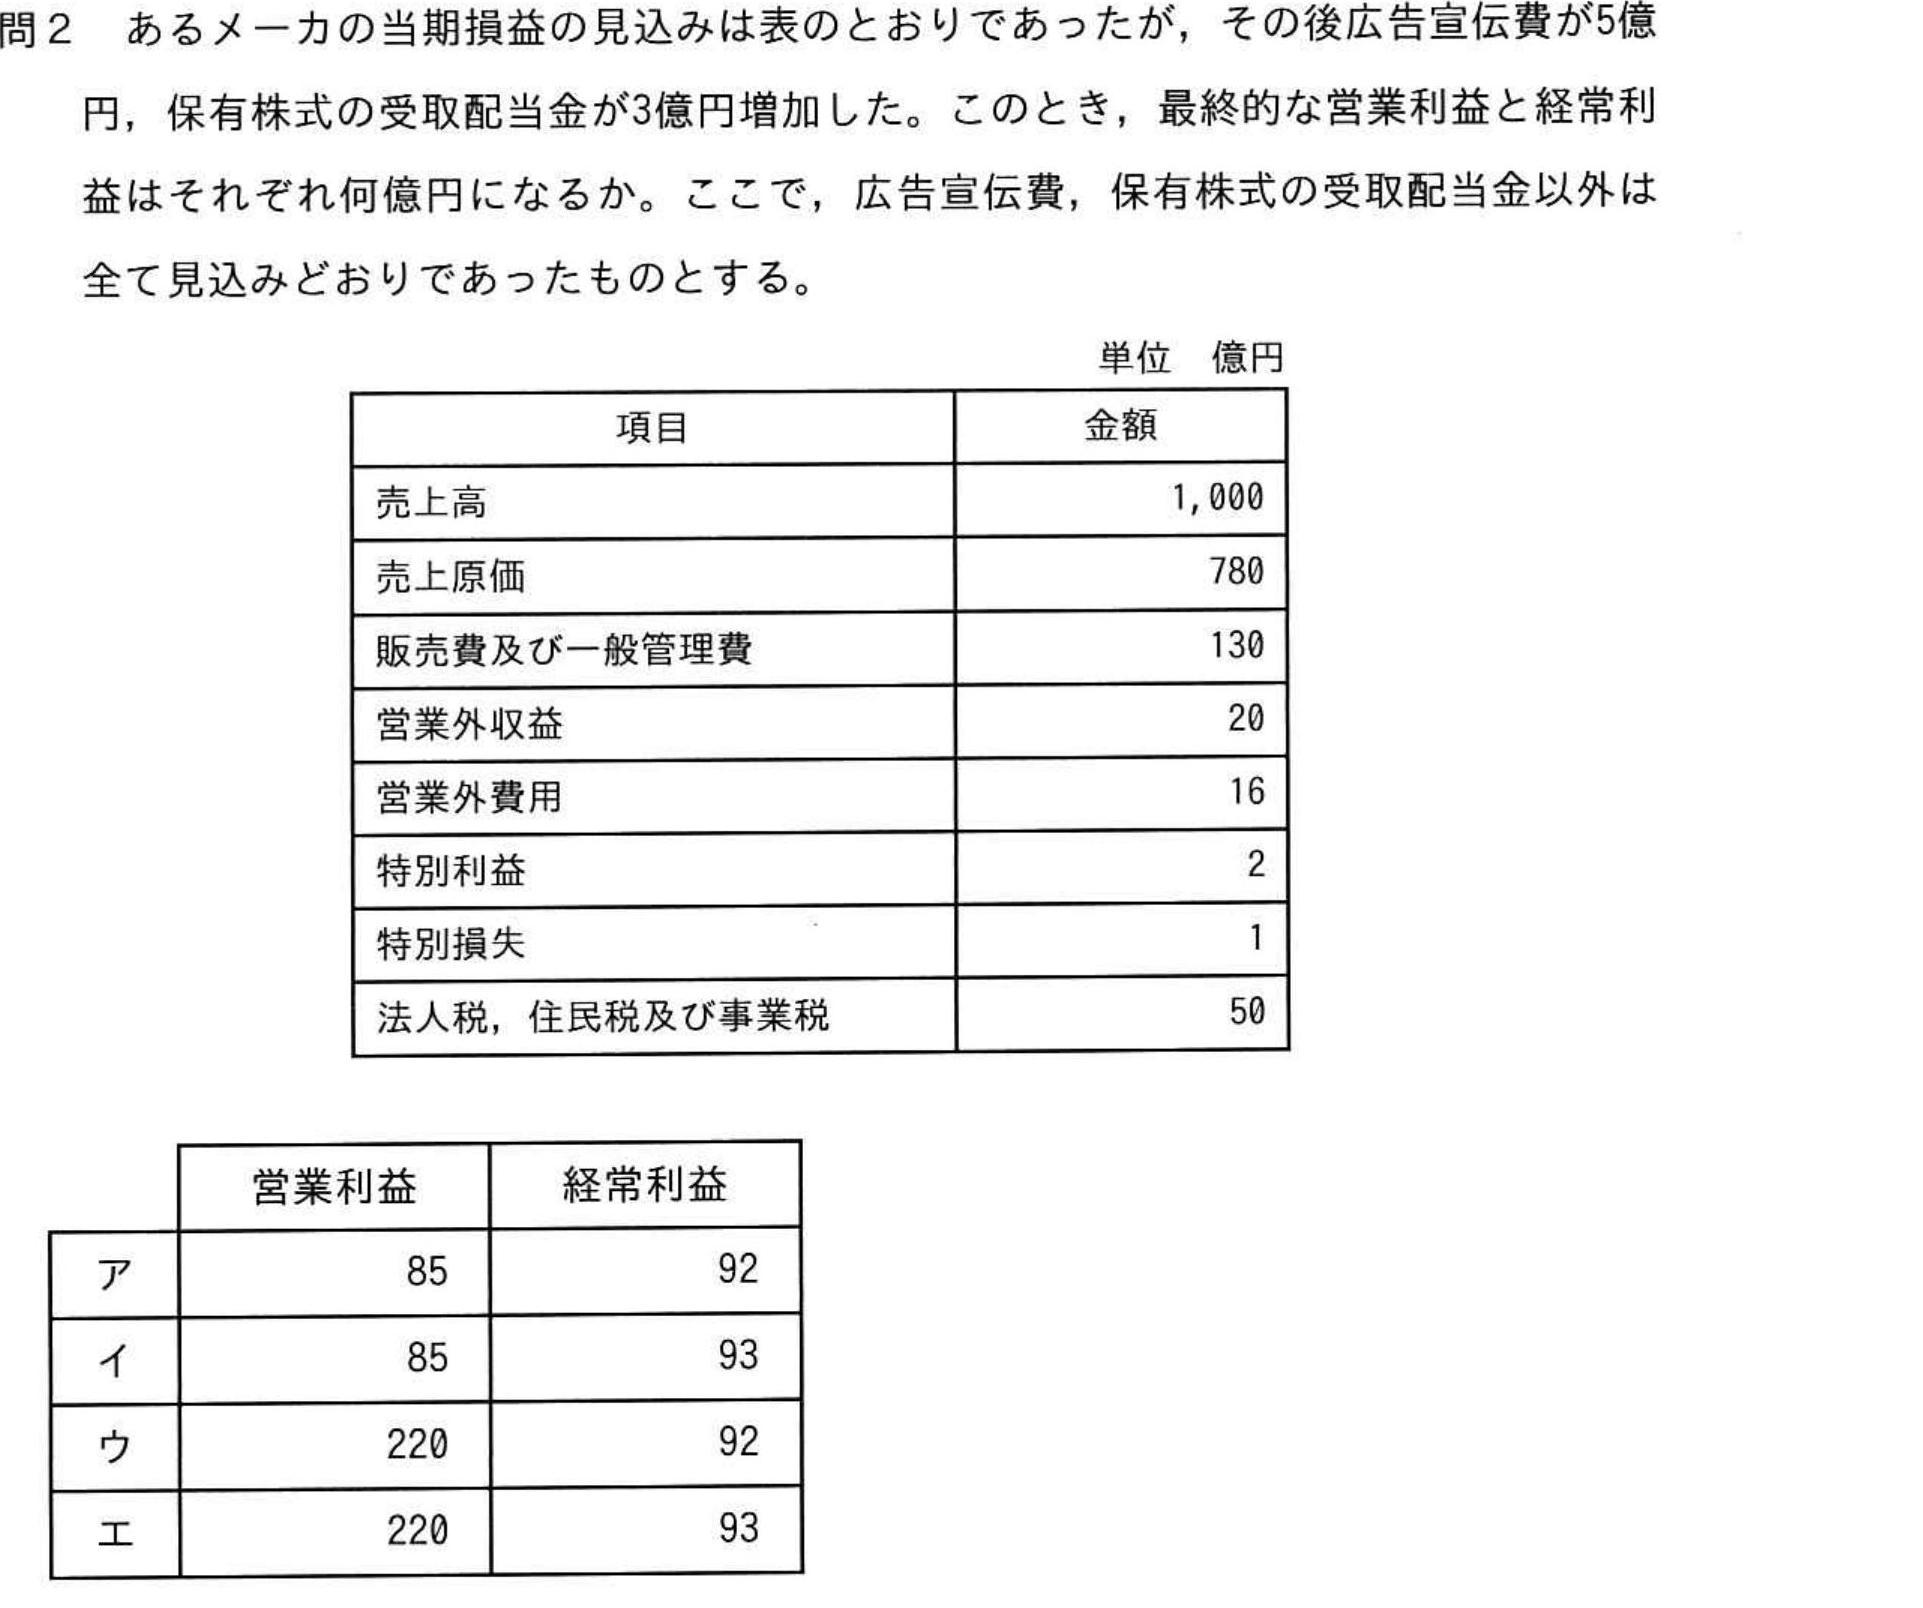 問2 あるメーカの当期損益の見込みは表のとおりであったが，その後広告宣伝費が5億
円，保有株式の受取配当金が3億円増加した。このとき，最終的な営業利益と経常利
益はそれぞれ何億円になるか。ここで，広告宣伝費，保有株式の受取配当金以外は
全て見込みどおりであったものとする。
単位 億円
項目 金額
売上高 1,000
売上原価 780
販売費及び一般管理費 130
営業外収益 20
営業外費用 16
特別利益 2
特別損失 1
法人税，住民税及び事業税 50
営業利益 経常利益
ア 85 92
イ 85 93
ウ 220 92
エ 220 93